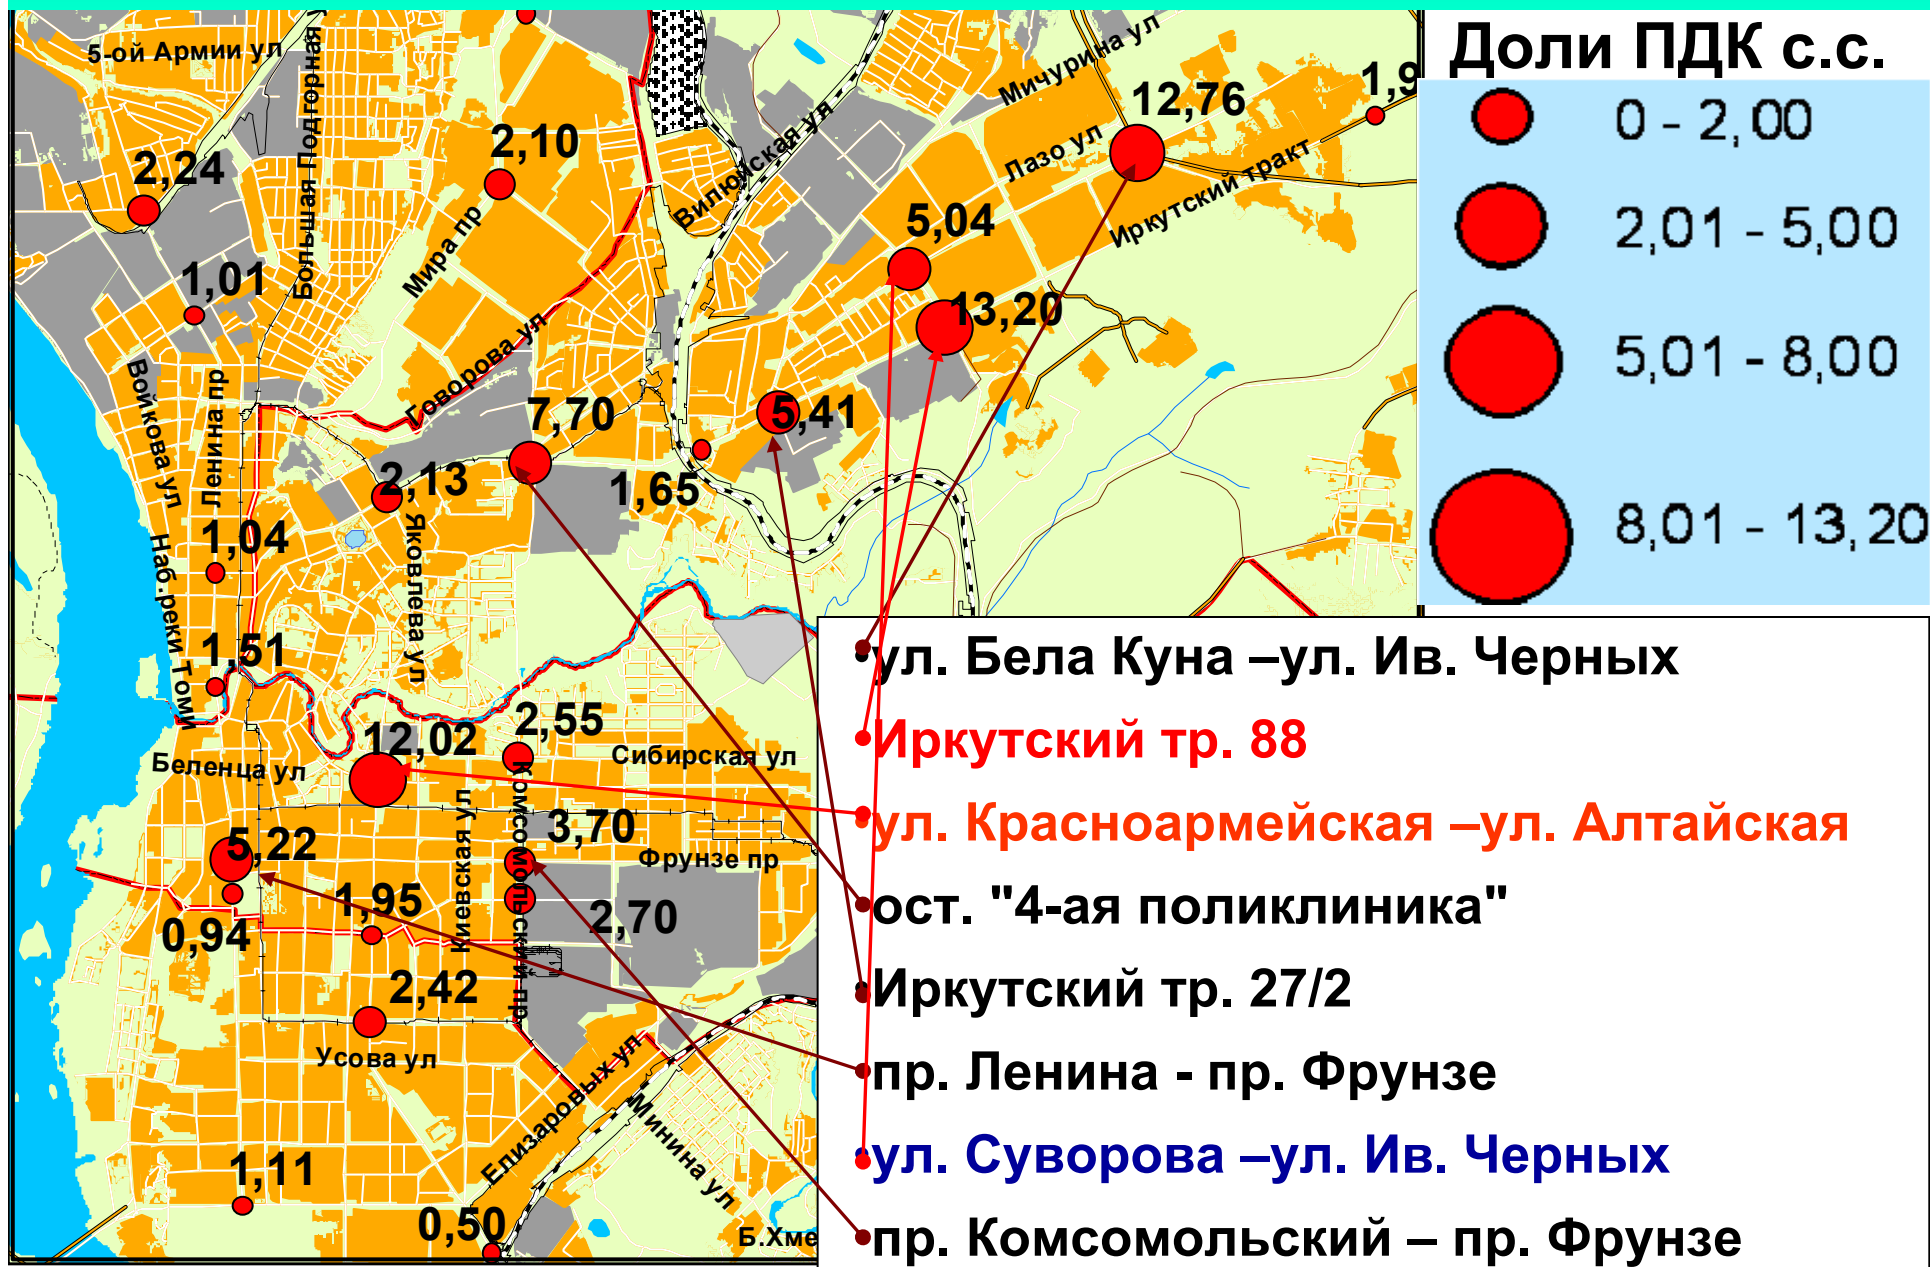 Доли ПДК с.с.
0 - 2,00
2,01 - 5,00
5,01 - 8,00
8,01 - 13,20
5-ой Армии ул
Большая Подгорная у
Мичурина ул
12,76
1,9
2,10
2,24
Вилюйская ул
Лазо ул
Иркутский тракт
Мира пр
5,04
1,01
13,20
Говорова ул
Войкова ул
Ленина пр
7,70
5,41
2,13
1,65
1,04
Яковлева ул
Наб.реки Томи
1,51
12,02
2,55
Беленца ул
Сибирская ул
Киевская ул
Комсомольский пр.
3,70
5,22
Фрунзе пр
1,95
2,70
0,94
2,42
Усова ул
Елизаровых ул
Минина ул
1,11
0,50
Б.Хме
•ул. Бела Куна –ул. Ив. Черных
•Иркутский тр. 88
•ул. Красноармейская –ул. Алтайская
•ост. "4-ая поликлиника"
•Иркутский тр. 27/2
•пр. Ленина - пр. Фрунзе
•ул. Суворова –ул. Ив. Черных
•пр. Комсомольский – пр. Фрунзе